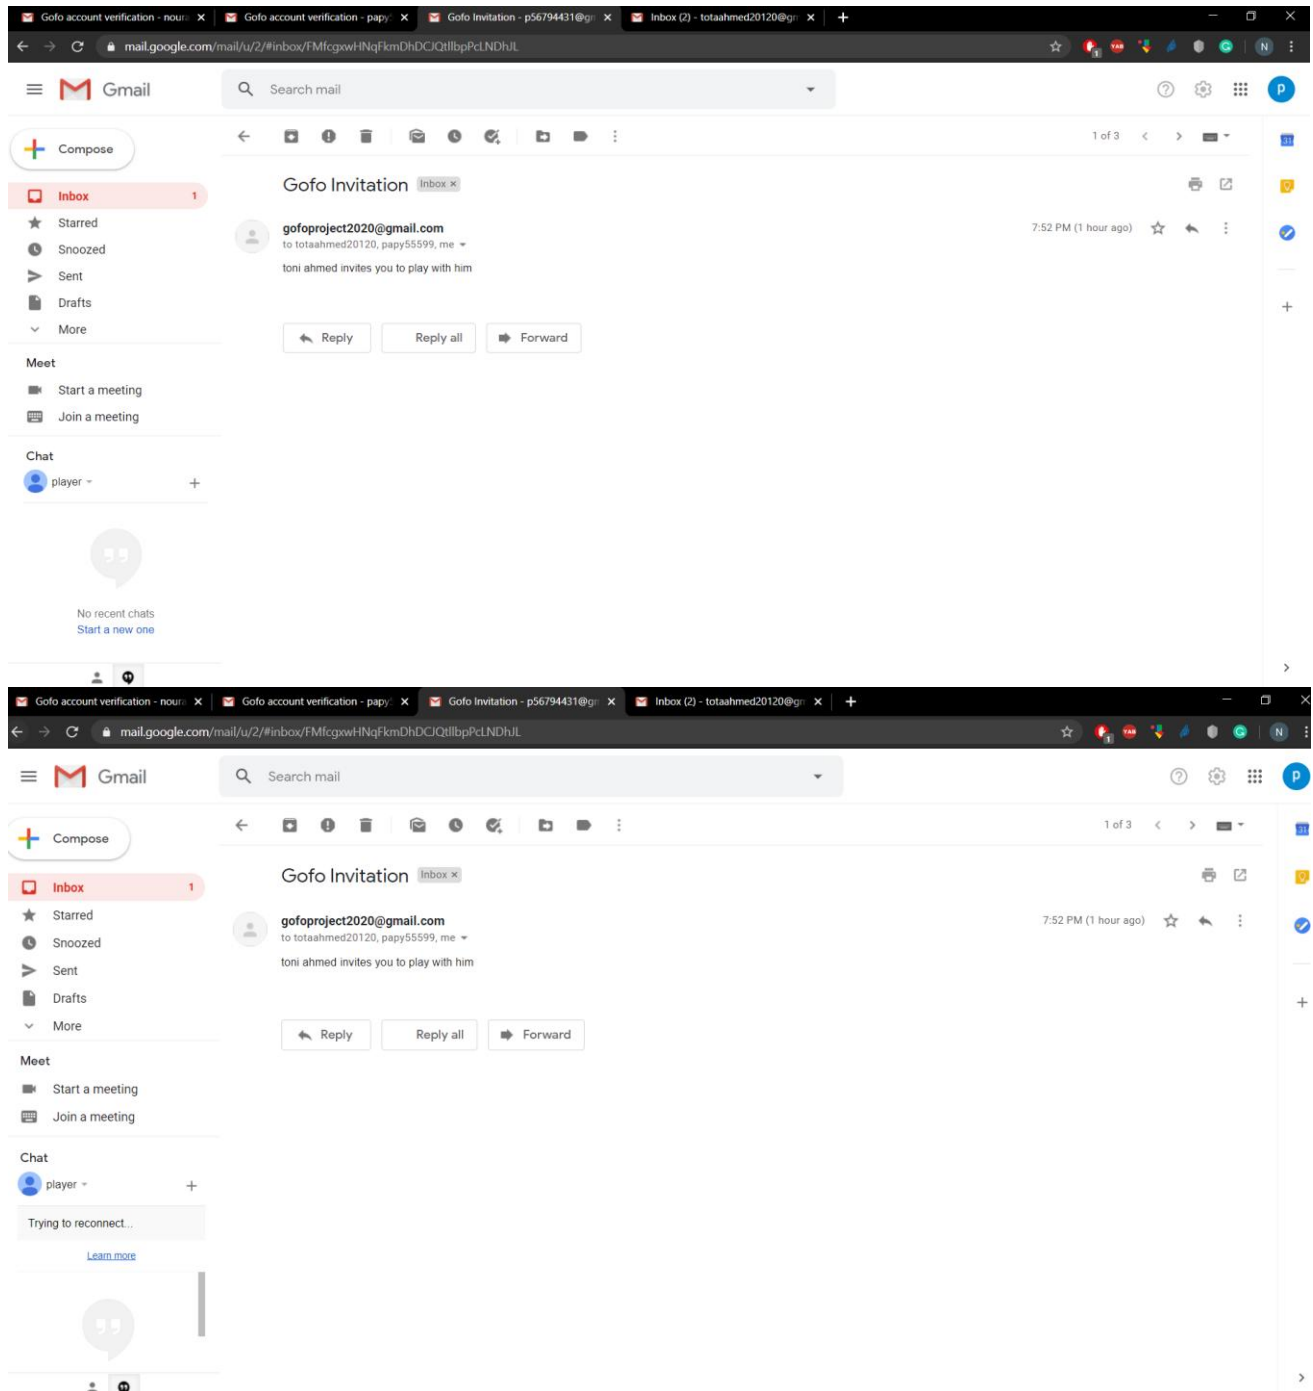 Gofo account verification - noura
Gofo account verification - papy5
Gofo Invitation - p56794431@gm
Inbox (2) - totaahmed20120@gm
mail.google.com/mail/u/2/#inbox/FMfcgxwHNqFkmDhDCJQtllbpPcLNDhJL
1 YAB N
Gmail
Search mail
P
Compose
1 of 3
31
Gofo Invitation Inbox ×
Inbox 1
Starred
gofoproject2020@gmail.com
7:52 PM (1 hour ago)
to totaahmed20120, papy55599, me
Snoozed
toni ahmed invites you to play with him
Sent
Drafts
More
Reply Reply all Forward
Meet
Start a meeting
Join a meeting
Chat
player
No recent chats
Start a new one
Gofo account verification - noura
Gofo account verification - papy5
Gofo Invitation - p56794431@gm
Inbox (2) - totaahmed20120@gm
mail.google.com/mail/u/2/#inbox/FMfcgxwHNqFkmDhDCJQtllbpPcLNDhJL
1 YAB N
Gmail
Search mail
P
Compose
1 of 3
31
Gofo Invitation Inbox ×
Inbox 1
Starred
gofoproject2020@gmail.com
7:52 PM (1 hour ago)
to totaahmed20120, papy55599, me
Snoozed
toni ahmed invites you to play with him
Sent
Drafts
More
Reply Reply all Forward
Meet
Start a meeting
Join a meeting
Chat
player
Trying to reconnect...
Learn more